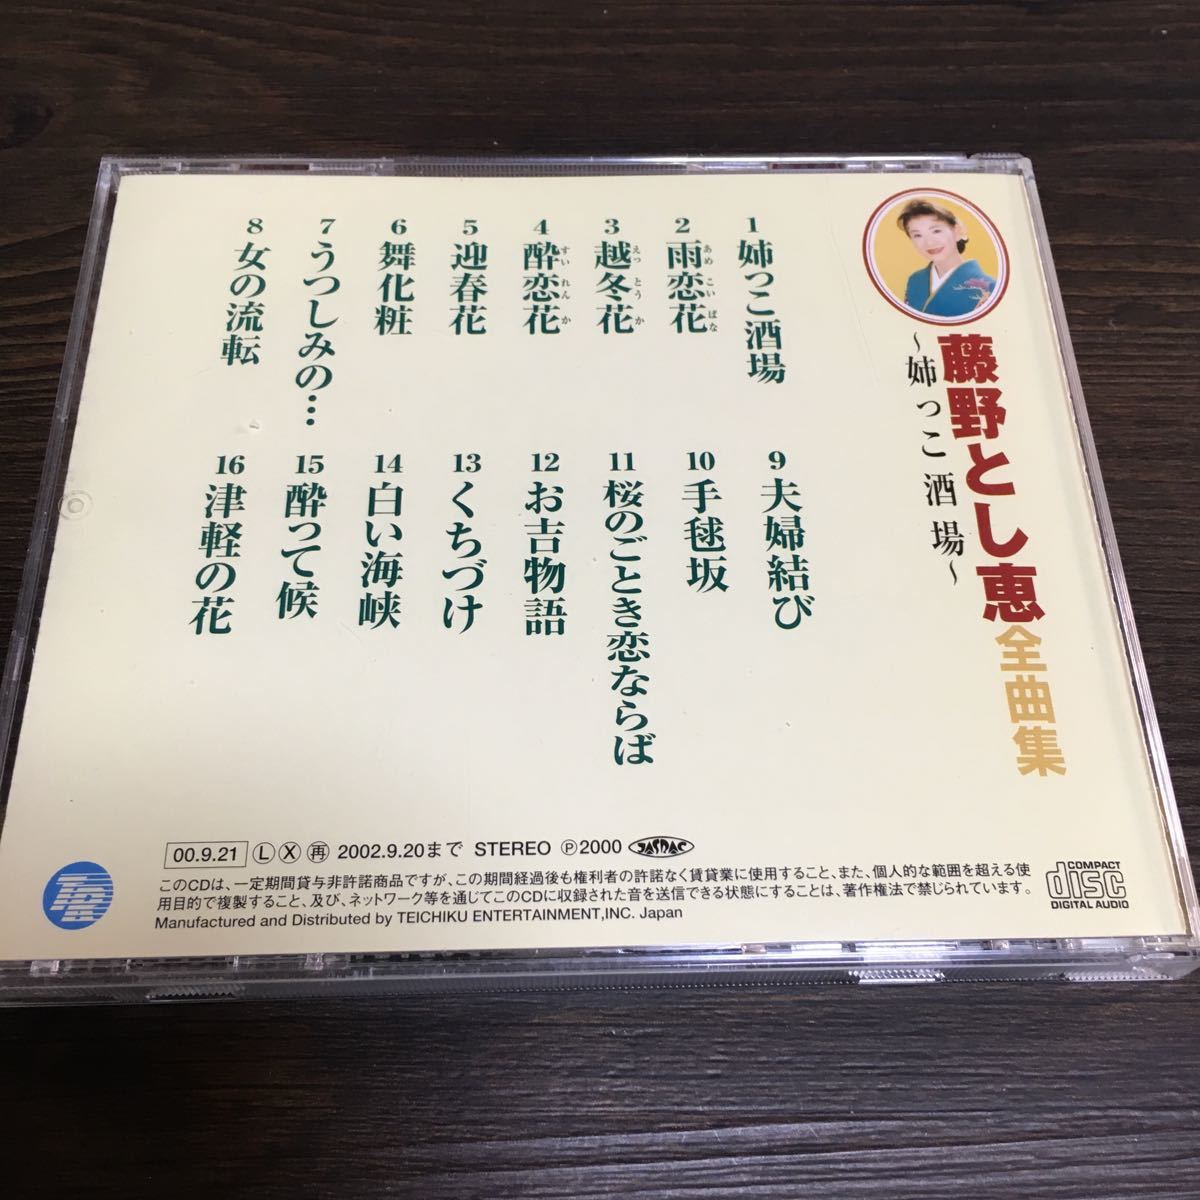 藤野とし恵全曲集
～姉っこ酒場～
1 姉っこ酒場
2 雨恋花
あめこいばな
3 越冬花
えっとうか
4 酔恋花
すいれんか
5 迎春花
6 舞化粧
7 うつしみの…
8 女の流転
9 夫婦結び
10 手毬坂
11 桜のごとき恋ならば
12 お吉物語
13 くちづけ
14 白い海峡
15 酔って候
16 津軽の花
00.9.21 Ⓛ Ⓧ ㊢ 2002.9.20まで STEREO ℗2000 JASRAC
このCDは、一定期間貸与非許諾商品ですが、この期間経過後も権利者の許諾なく賃貸業に使用すること、また、個人的な範囲を超える使
用目的で複製すること、及び、ネットワーク等を通じてこのCDに収録された音を送信できる状態にすることは、著作権法で禁じられています。
Manufactured and Distributed by TEICHIKU ENTERTAINMENT,INC. Japan
COMPACT
disc
DIGITAL AUDIO